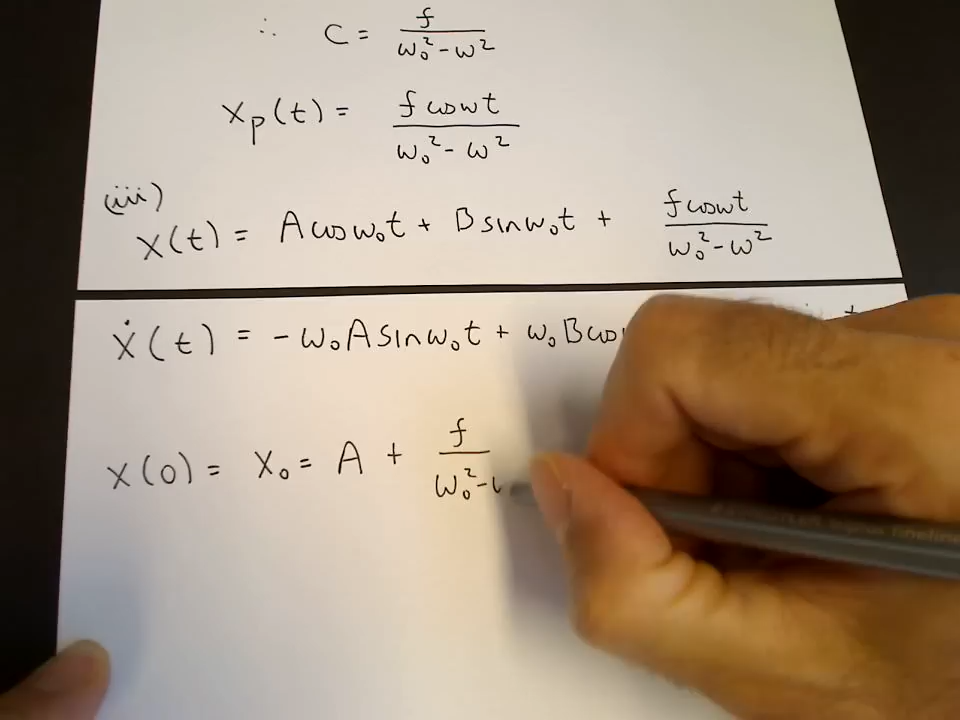 ∴ C = f / (ω₀² - ω²)
xₚ(t) = f cos ωt / (ω₀² - ω²)
(iii)
x(t) = A cos ω₀t + B sin ω₀t + f cos ωt / (ω₀² - ω²)
ẋ(t) = -ω₀A sin ω₀t + ω₀B cos
x(0) = x₀ = A + f / (ω₀² -